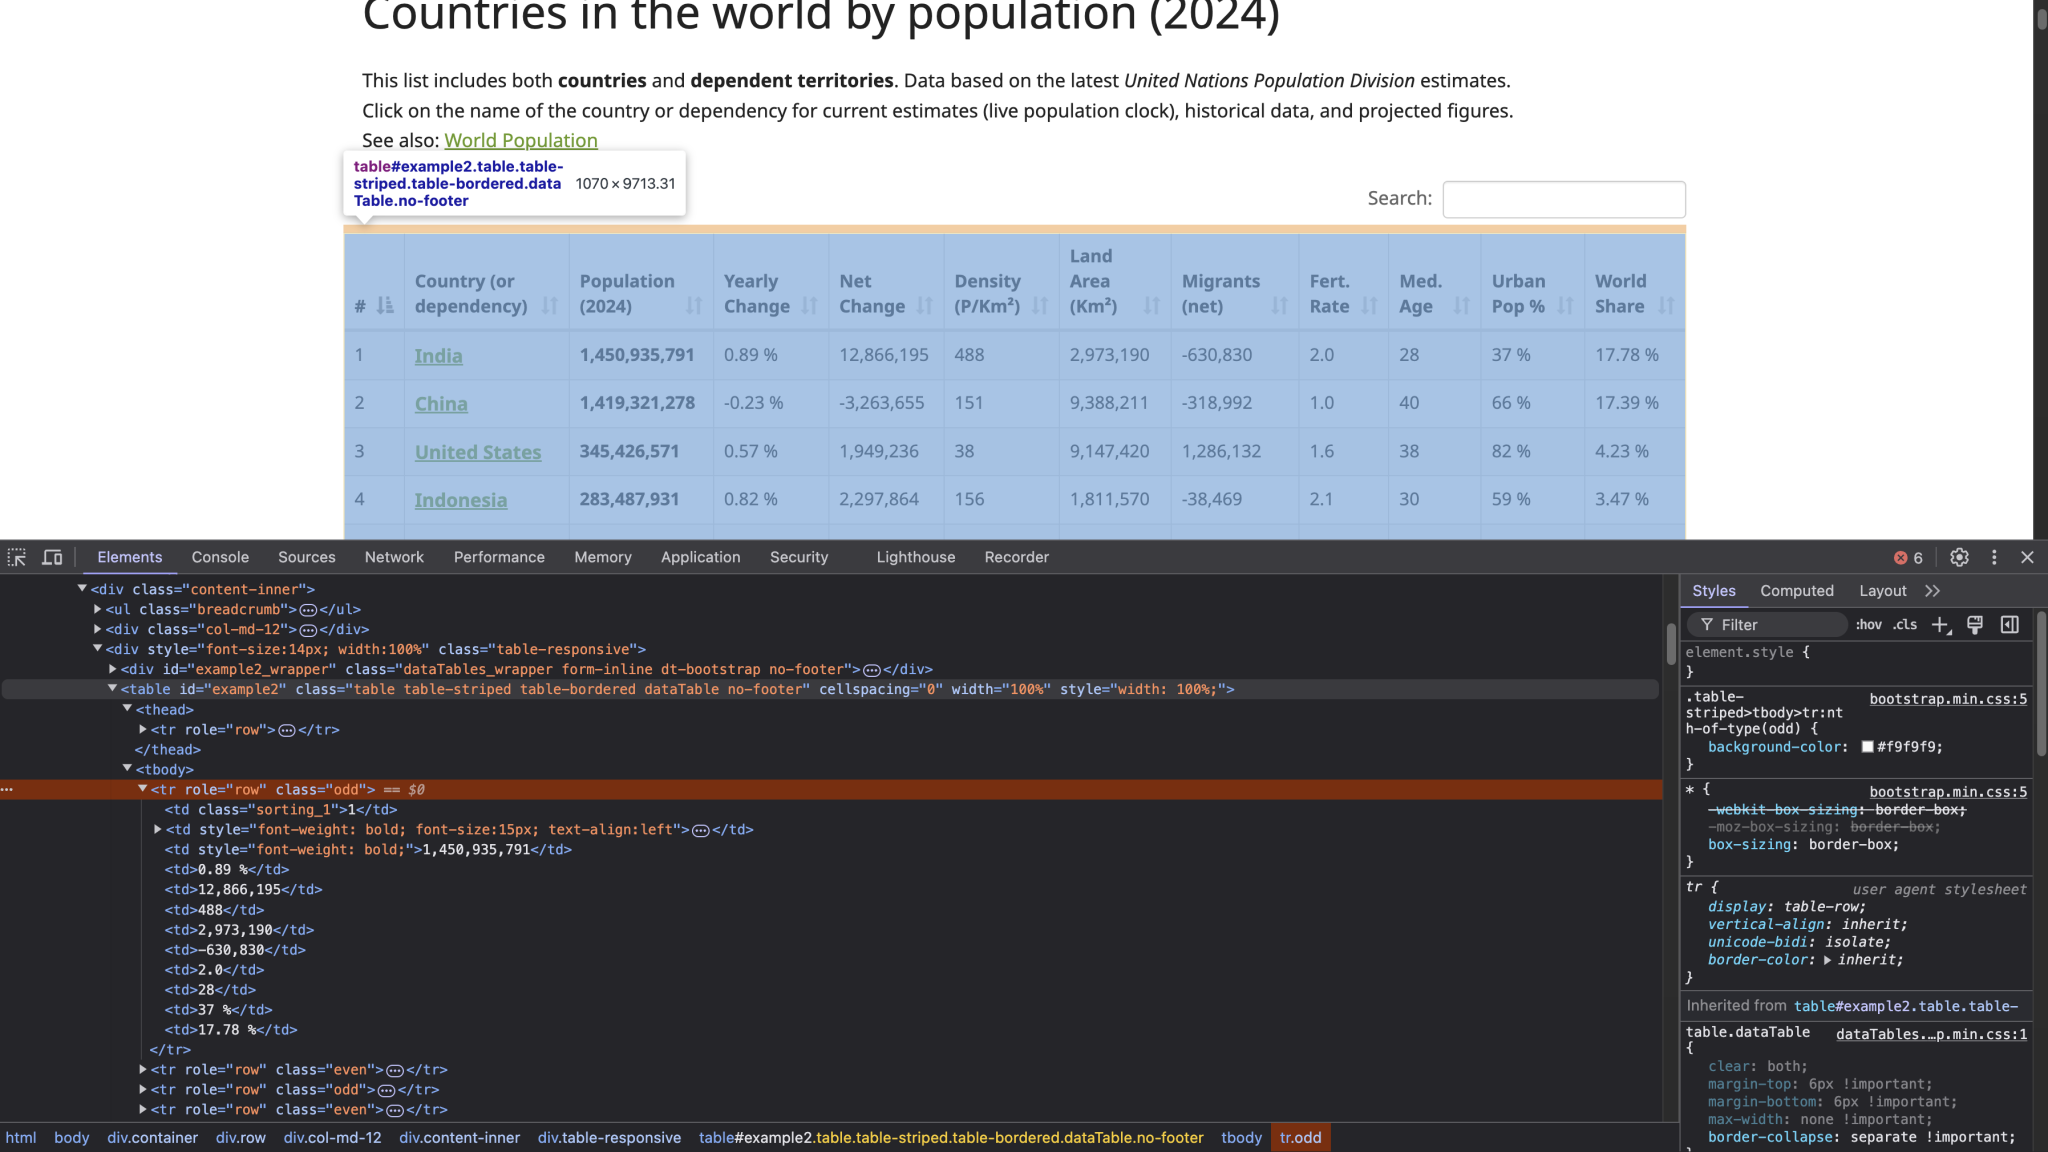 Countries in the world by population (2024)
This list includes both countries and dependent territories. Data based on the latest United Nations Population Division estimates.
Click on the name of the country or dependency for current estimates (live population clock), historical data, and projected figures.
See also: World Population
table#example2.table.table-
striped.table-bordered.data
Table.no-footer
1070 × 9713.31
Search:
# Country (or dependency) Population (2024) Yearly Change Net Change Density (P/Km²) Land Area (Km²) Migrants (net) Fert. Rate Med. Age Urban Pop % World Share
1 India 1,450,935,791 0.89 % 12,866,195 488 2,973,190 -630,830 2.0 28 37 % 17.78 %
2 China 1,419,321,278 -0.23 % -3,263,655 151 9,388,211 -318,992 1.0 40 66 % 17.39 %
3 United States 345,426,571 0.57 % 1,949,236 38 9,147,420 1,286,132 1.6 38 82 % 4.23 %
4 Indonesia 283,487,931 0.82 % 2,297,864 156 1,811,570 -38,469 2.1 30 59 % 3.47 %
Elements Console Sources Network Performance Memory Application Security Lighthouse Recorder 6
<div class="content-inner">
<ul class="breadcrumb">…</ul>
<div class="col-md-12">…</div>
<div style="font-size:14px; width:100%" class="table-responsive">
<div id="example2_wrapper" class="dataTables_wrapper form-inline dt-bootstrap no-footer">…</div>
<table id="example2" class="table table-striped table-bordered dataTable no-footer" cellspacing="0" width="100%" style="width: 100%;">
<thead>
<tr role="row">…</tr>
</thead>
<tbody>
… <tr role="row" class="odd"> == $0
<td class="sorting_1">1</td>
<td style="font-weight: bold; font-size:15px; text-align:left">…</td>
<td style="font-weight: bold;">1,450,935,791</td>
<td>0.89 %</td>
<td>12,866,195</td>
<td>488</td>
<td>2,973,190</td>
<td>-630,830</td>
<td>2.0</td>
<td>28</td>
<td>37 %</td>
<td>17.78 %</td>
</tr>
<tr role="row" class="even">…</tr>
<tr role="row" class="odd">…</tr>
<tr role="row" class="even">…</tr>
html body div.container div.row div.col-md-12 div.content-inner div.table-responsive table#example2.table.table-striped.table-bordered.dataTable.no-footer tbody tr.odd
Styles Computed Layout
Filter :hov .cls
element.style {
}
.table- bootstrap.min.css:5
striped>tbody>tr:nt
h-of-type(odd) {
background-color: #f9f9f9;
}
* { bootstrap.min.css:5
-webkit-box-sizing: border-box;
-moz-box-sizing: border-box;
box-sizing: border-box;
}
tr { user agent stylesheet
display: table-row;
vertical-align: inherit;
unicode-bidi: isolate;
border-color: inherit;
}
Inherited from table#example2.table.table-
table.dataTable dataTables.…p.min.css:1
{
clear: both;
margin-top: 6px !important;
margin-bottom: 6px !important;
max-width: none !important;
border-collapse: separate !important;